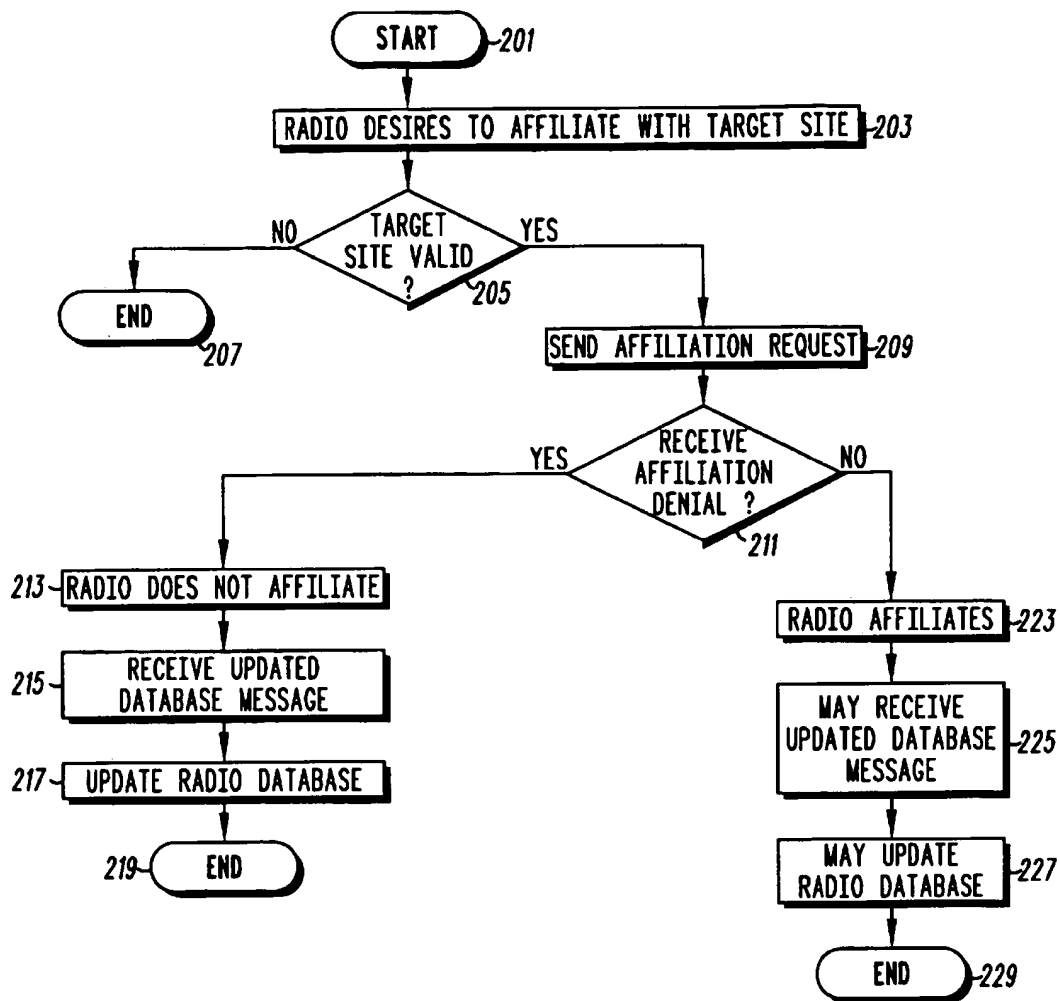 START
201
RADIO DESIRES TO AFFILIATE WITH TARGET SITE
203
NO
TARGET
SITE VALID
?
YES
205
END
207
SEND AFFILIATION REQUEST
209
YES
RECEIVE
AFFILIATION
DENIAL ?
NO
211
213
RADIO DOES NOT AFFILIATE
215
RECEIVE UPDATED
DATABASE MESSAGE
217
UPDATE RADIO DATABASE
219
END
RADIO AFFILIATES
223
MAY RECEIVE
UPDATED DATABASE
MESSAGE
225
MAY UPDATE
RADIO DATABASE
227
END
229